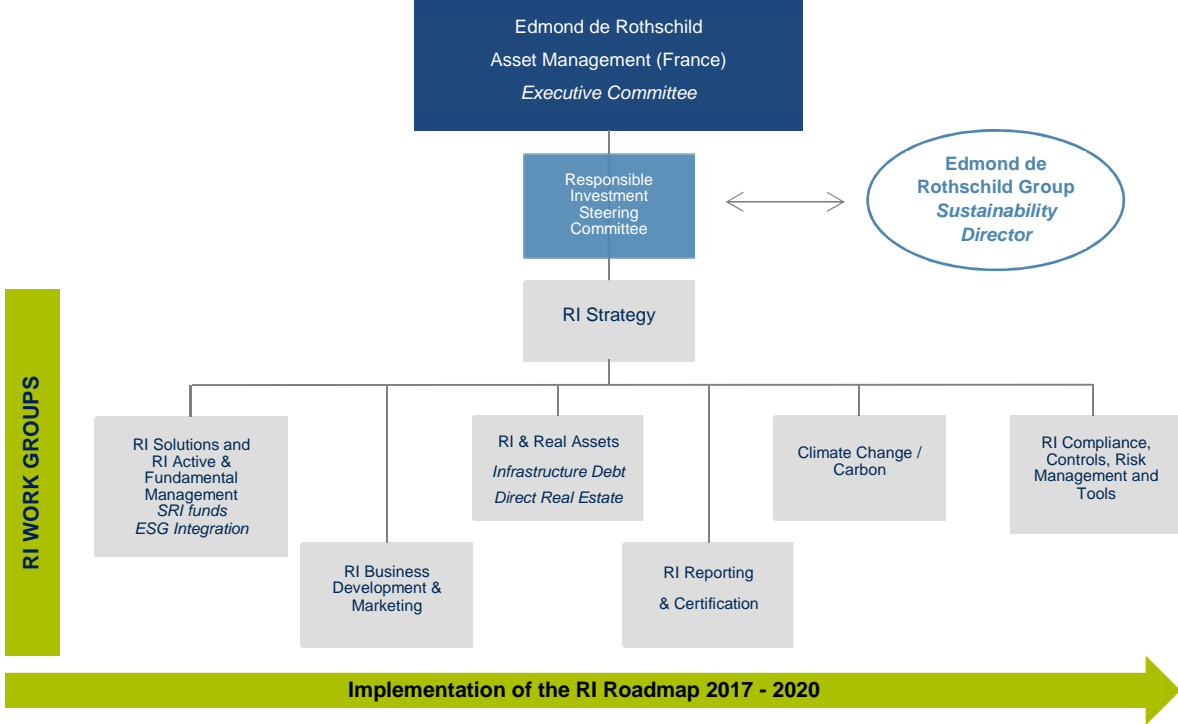 Edmond de Rothschild
Asset Management (France)
Executive Committee
Responsible
Investment
Steering
Committee
Edmond de
Rothschild Group
Sustainability
Director
RI Strategy
RI WORK GROUPS
RI Solutions and
RI Active &
Fundamental
Management
SRI funds
ESG Integration
RI & Real Assets
Infrastructure Debt
Direct Real Estate
Climate Change /
Carbon
RI Compliance,
Controls, Risk
Management and
Tools
RI Business
Development &
Marketing
RI Reporting
& Certification
Implementation of the RI Roadmap 2017 - 2020